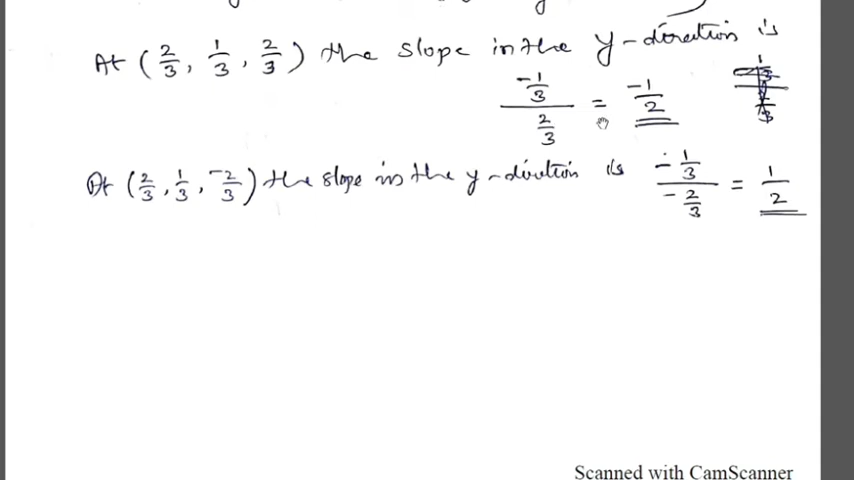 At (2/3, 1/3, 2/3) the slope in the y-direction is
(-1/3)/(2/3) = -1/2
At (2/3, 1/3, -2/3) the slope in the y-direction is (-1/3)/(-2/3) = 1/2
Scanned with CamScanner